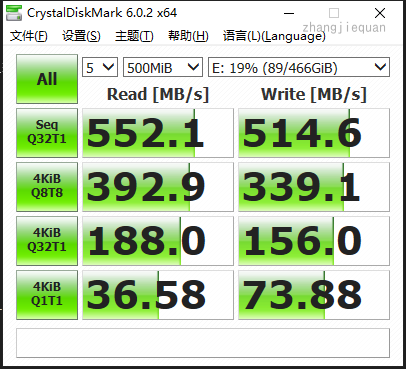 CrystalDiskMark 6.0.2 x64
zhangjiequan
文件(F) 设置(S) 主题(T) 帮助(H) 语言(L)(Language)
All 5 500MiB E: 19% (89/466GiB)
Read [MB/s] Write [MB/s]
Seq
Q32T1 552.1 514.6
4KiB
Q8T8 392.9 339.1
4KiB
Q32T1 188.0 156.0
4KiB
Q1T1 36.58 73.88